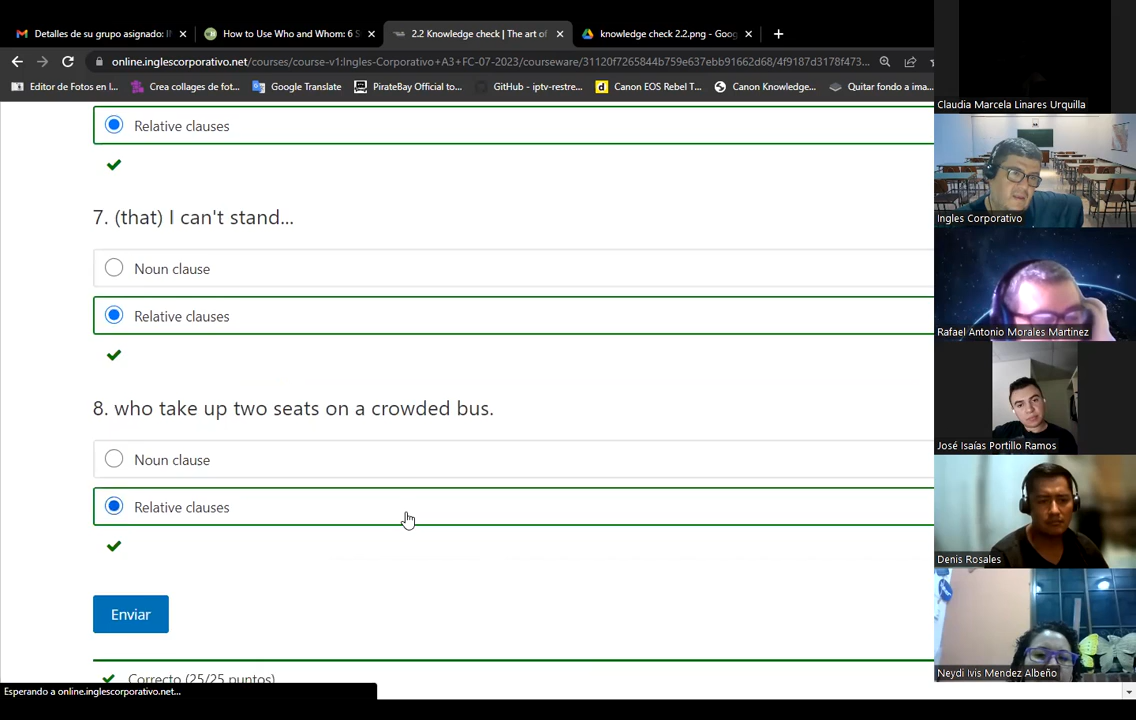 Detalles de su grupo asignado: I
How to Use Who and Whom: 6 S
2.2 Knowledge check | The art of
knowledge check 2.2.png - Goog
online.inglescorporativo.net/courses/course-v1:Ingles-Corporativo+A3+FC-07-2023/courseware/31120f7265844b759e637ebb91662d68/4f9187d3178f473...
Editor de Fotos en l...
Crea collages de fot...
Google Translate
PirateBay Official to...
GitHub - iptv-restre...
Canon EOS Rebel T...
Canon Knowledge...
Quitar fondo a ima...
Relative clauses
7. (that) I can't stand...
Noun clause
Relative clauses
8. who take up two seats on a crowded bus.
Noun clause
Relative clauses
Enviar
Correcto (25/25 puntos)
Esperando a online.inglescorporativo.net...
Claudia Marcela Linares Urquilla
Ingles Corporativo
Rafael Antonio Morales Martinez
José Isaías Portillo Ramos
Denis Rosales
Neydi Ivis Mendez Albeño